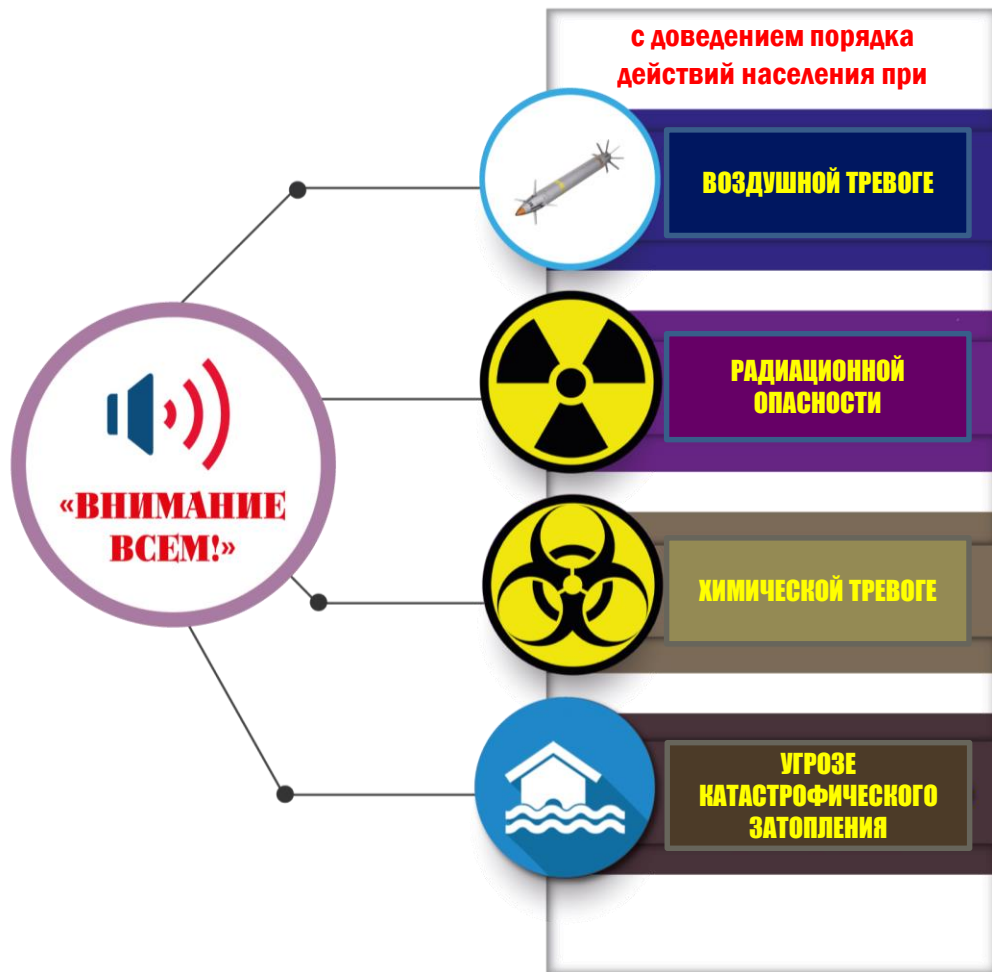 с доведением порядка
действий населения при
ВОЗДУШНОЙ ТРЕВОГЕ
РАДИАЦИОННОЙ
ОПАСНОСТИ
«ВНИМАНИЕ
ВСЕМ!»
ХИМИЧЕСКОЙ ТРЕВОГЕ
УГРОЗЕ
КАТАСТРОФИЧЕСКОГО
ЗАТОПЛЕНИЯ